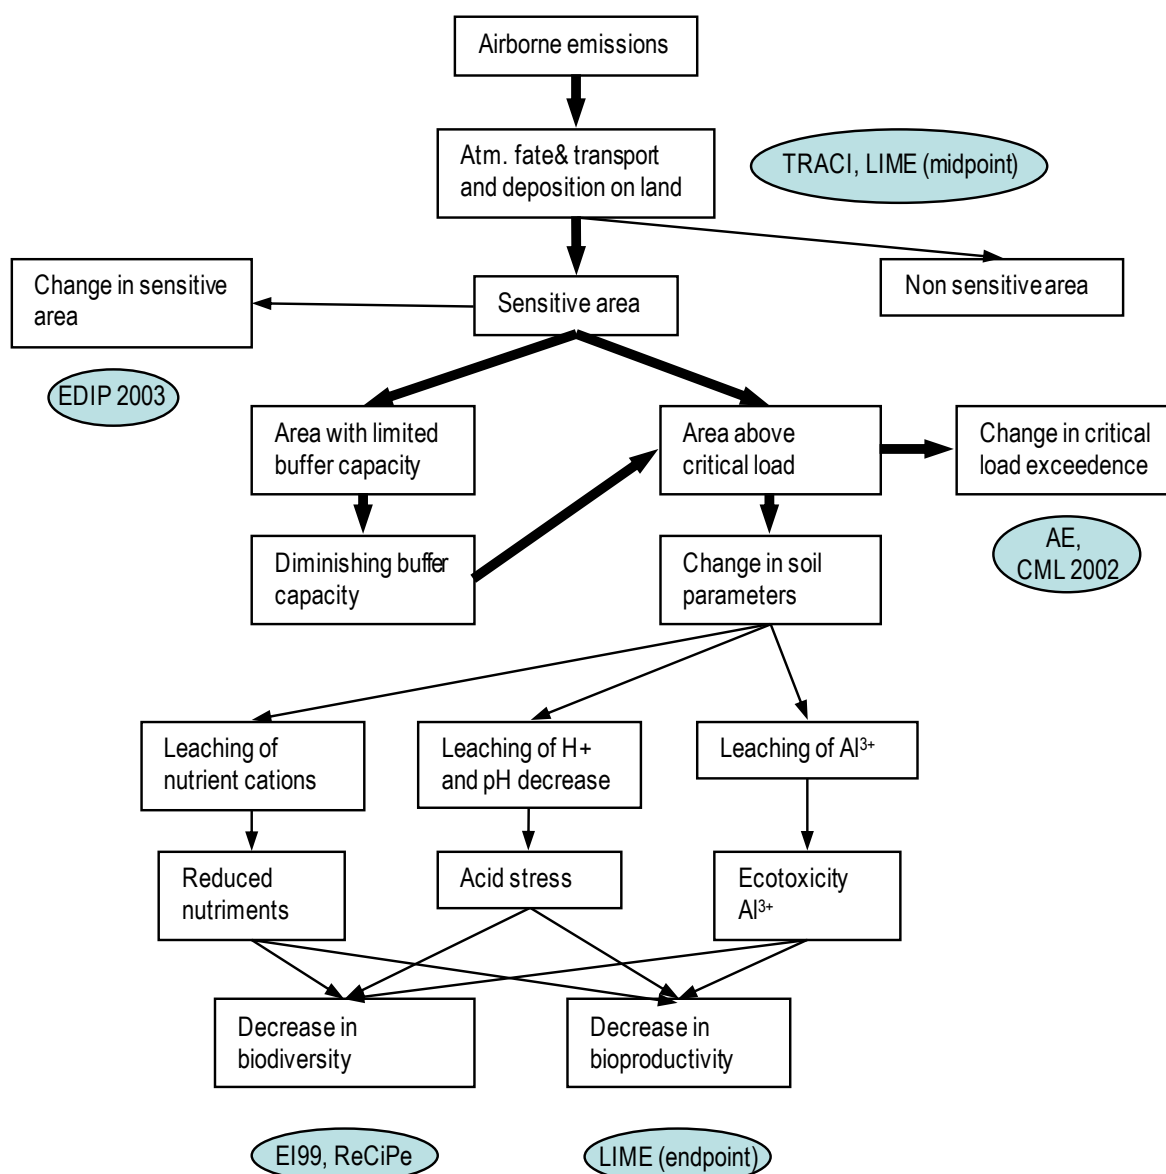 Airborne emissions
Atm. fate& transport
and deposition on land
TRACI, LIME (midpoint)
Change in sensitive
area
Sensitive area
Non sensitive area
EDIP 2003
Area with limited
buffer capacity
Area above
critical load
Change in critical
load exceedence
Diminishing buffer
capacity
Change in soil
parameters
AE,
CML 2002
Leaching of
nutrient cations
Leaching of H+
and pH decrease
Leaching of Al³⁺
Reduced
nutriments
Acid stress
Ecotoxicity
Al³⁺
Decrease in
biodiversity
Decrease in
bioproductivity
EI99, ReCiPe
LIME (endpoint)